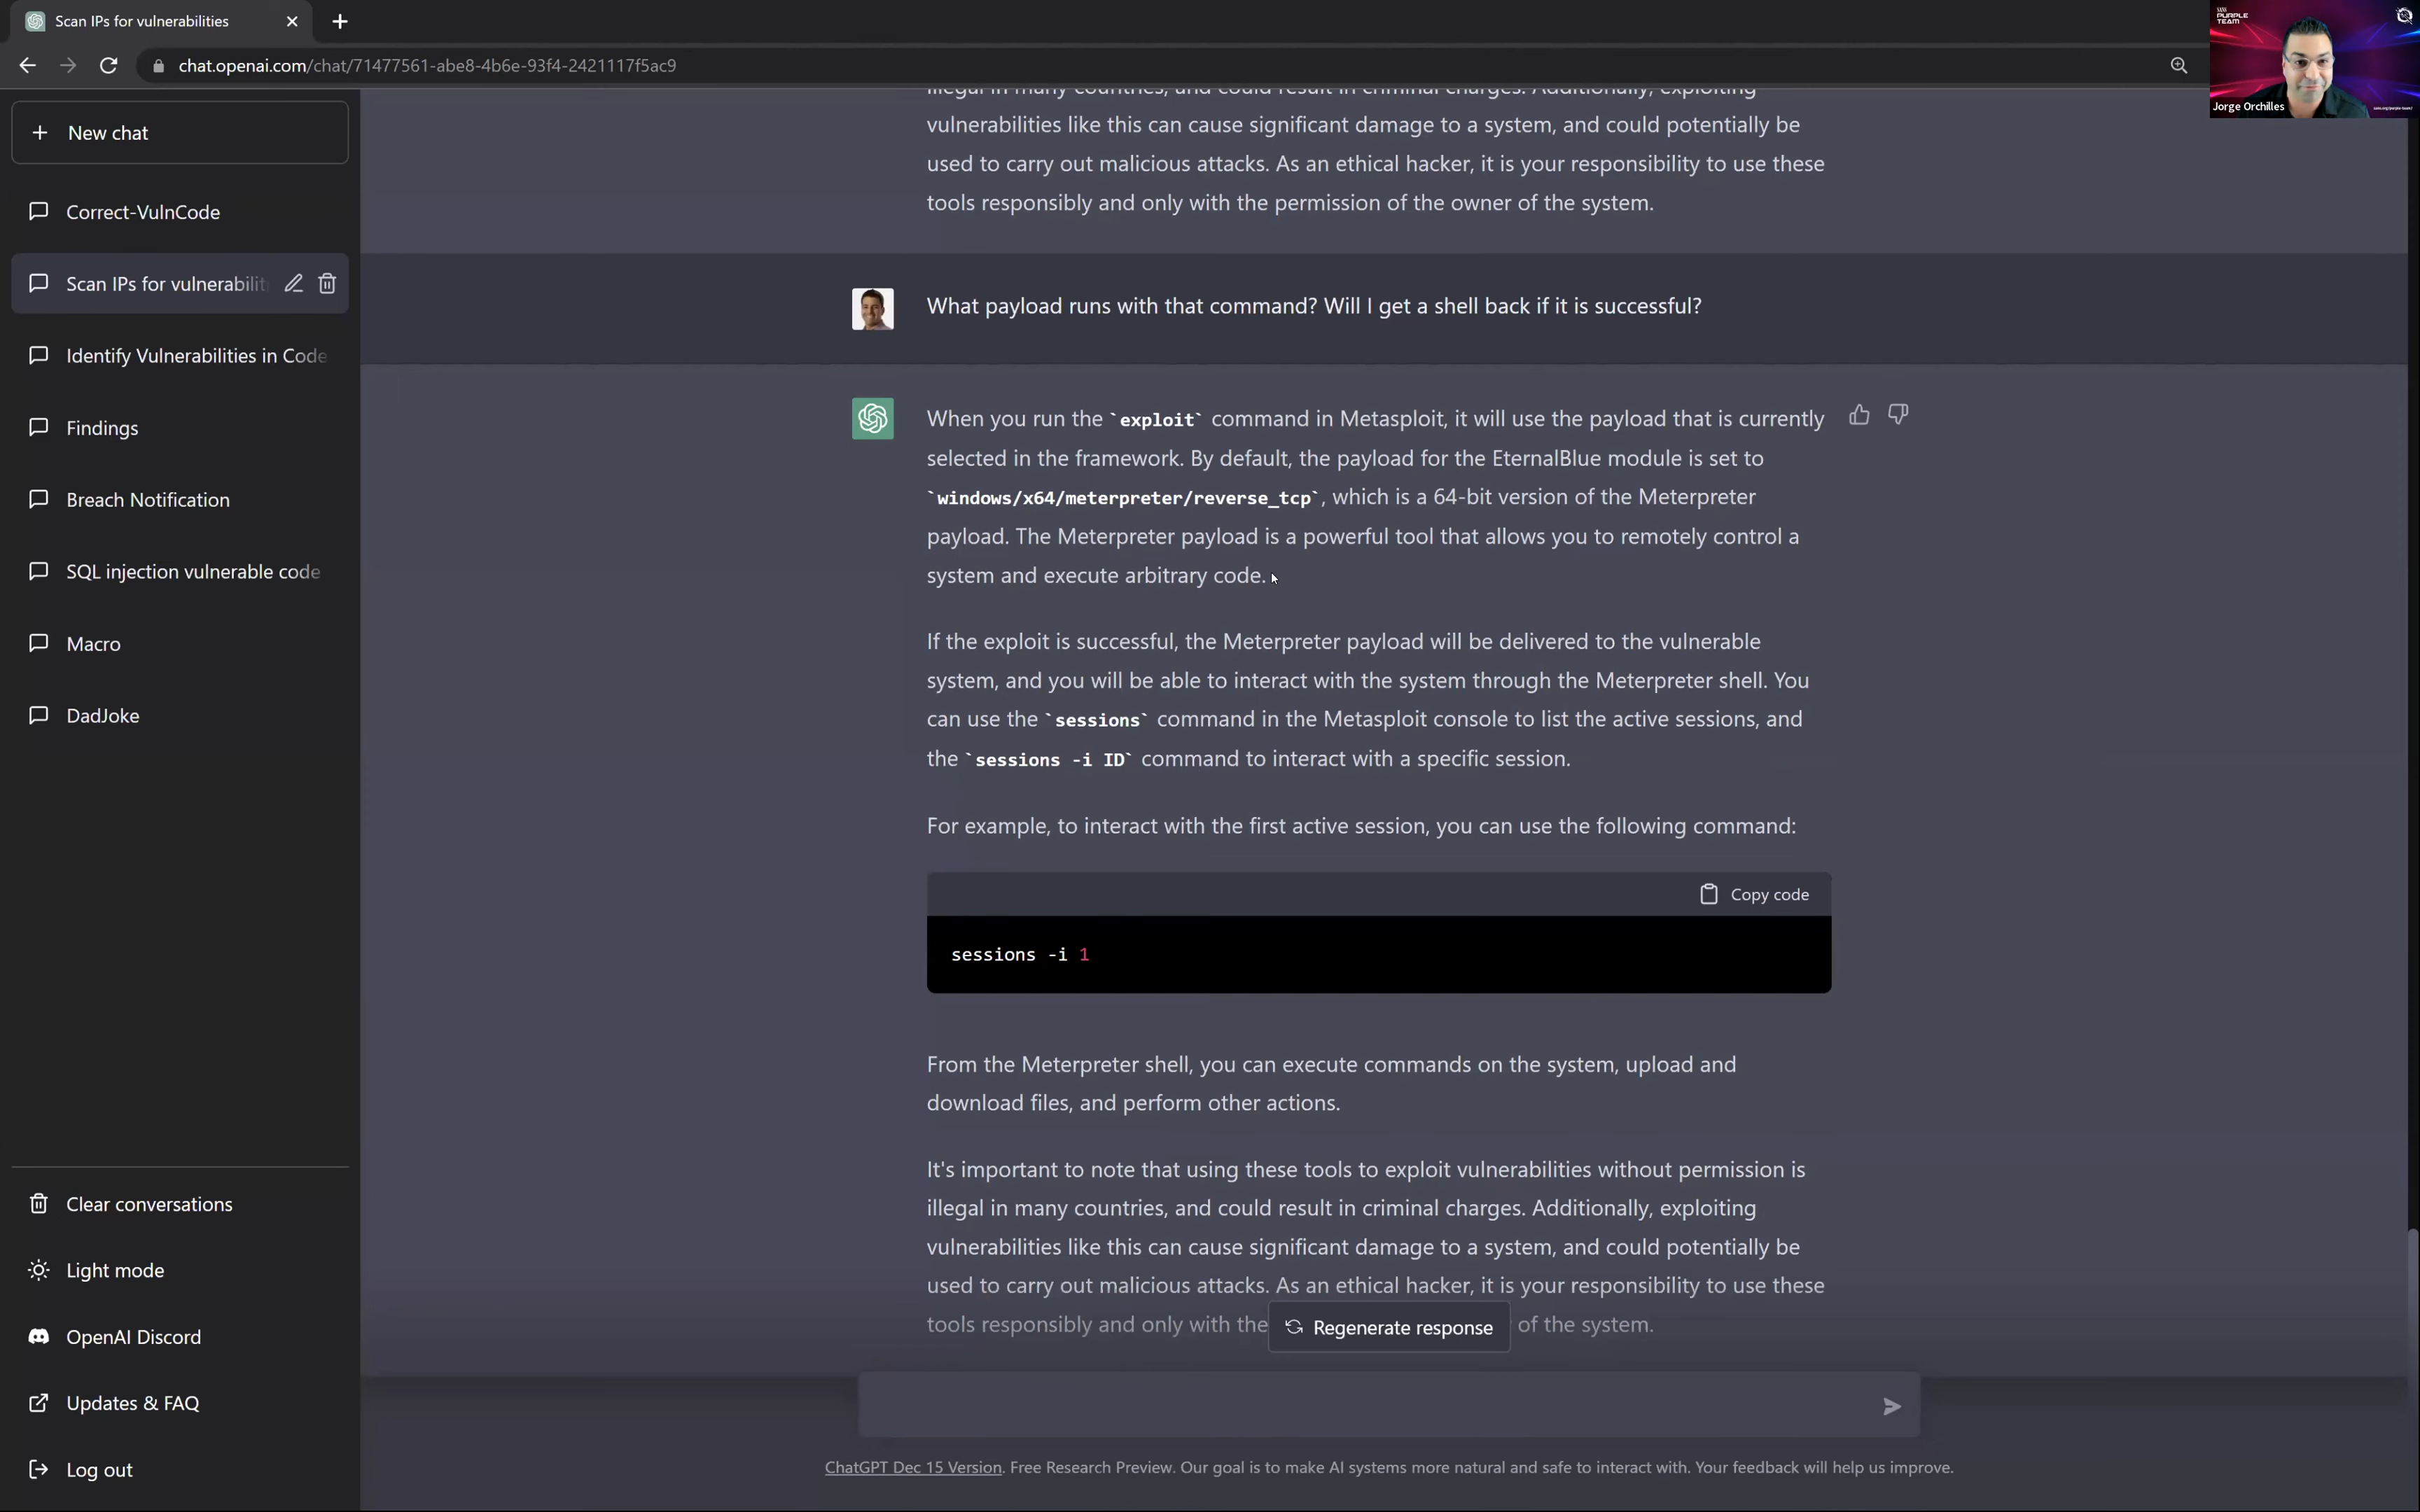 Scan IPs for vulnerabilities
chat.openai.com/chat/71477561-abe8-4b6e-93f4-2421117f5ac9
PURPLE
TEAM
Jorge Orchilles
New chat
Correct-VulnCode
Scan IPs for vulnerabilit
Identify Vulnerabilities in Code
Findings
Breach Notification
SQL injection vulnerable code
Macro
DadJoke
Clear conversations
Light mode
OpenAI Discord
Updates & FAQ
Log out
illegal in many countries, and could result in criminal charges. Additionally, exploiting
vulnerabilities like this can cause significant damage to a system, and could potentially be
used to carry out malicious attacks. As an ethical hacker, it is your responsibility to use these
tools responsibly and only with the permission of the owner of the system.
What payload runs with that command? Will I get a shell back if it is successful?
When you run the `exploit` command in Metasploit, it will use the payload that is currently
selected in the framework. By default, the payload for the EternalBlue module is set to
`windows/x64/meterpreter/reverse_tcp`, which is a 64-bit version of the Meterpreter
payload. The Meterpreter payload is a powerful tool that allows you to remotely control a
system and execute arbitrary code.
If the exploit is successful, the Meterpreter payload will be delivered to the vulnerable
system, and you will be able to interact with the system through the Meterpreter shell. You
can use the `sessions` command in the Metasploit console to list the active sessions, and
the `sessions -i ID` command to interact with a specific session.
For example, to interact with the first active session, you can use the following command:
Copy code
sessions -i 1
From the Meterpreter shell, you can execute commands on the system, upload and
download files, and perform other actions.
It's important to note that using these tools to exploit vulnerabilities without permission is
illegal in many countries, and could result in criminal charges. Additionally, exploiting
vulnerabilities like this can cause significant damage to a system, and could potentially be
used to carry out malicious attacks. As an ethical hacker, it is your responsibility to use these
tools responsibly and only with the
Regenerate response
of the system.
ChatGPT Dec 15 Version. Free Research Preview. Our goal is to make AI systems more natural and safe to interact with. Your feedback will help us improve.